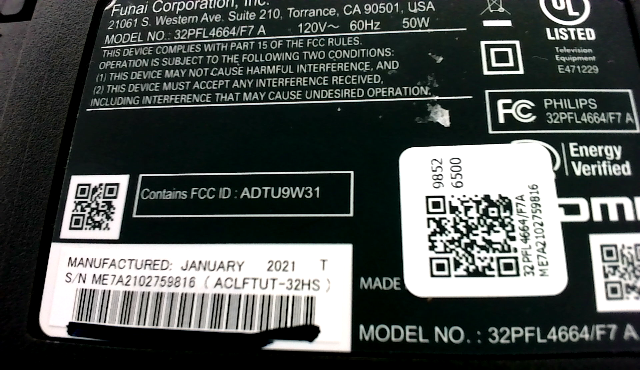 Funai Corporation, Inc.
21061 S. Western Ave. Suite 210, Torrance, CA 90501, USA
MODEL NO.: 32PFL4664/F7 A 120V~ 60Hz 50W
THIS DEVICE COMPLIES WITH PART 15 OF THE FCC RULES.
OPERATION IS SUBJECT TO THE FOLLOWING TWO CONDITIONS:
(1) THIS DEVICE MAY NOT CAUSE HARMFUL INTERFERENCE, AND
(2) THIS DEVICE MUST ACCEPT ANY INTERFERENCE RECEIVED,
INCLUDING INTERFERENCE THAT MAY CAUSE UNDESIRED OPERATION.
UL
LISTED
Television
Equipment
E471229
FC PHILIPS
32PFL4664/F7 A
Energy
Verified
Contains FCC ID : ADTU9W31
9852
6500
32PFL4664/F7A
ME7A2102759816
MANUFACTURED: JANUARY 2021 T
S/N ME7A2102759816 ( ACLFTUT-32HS )
MADE
MODEL NO. : 32PFL4664/F7 A